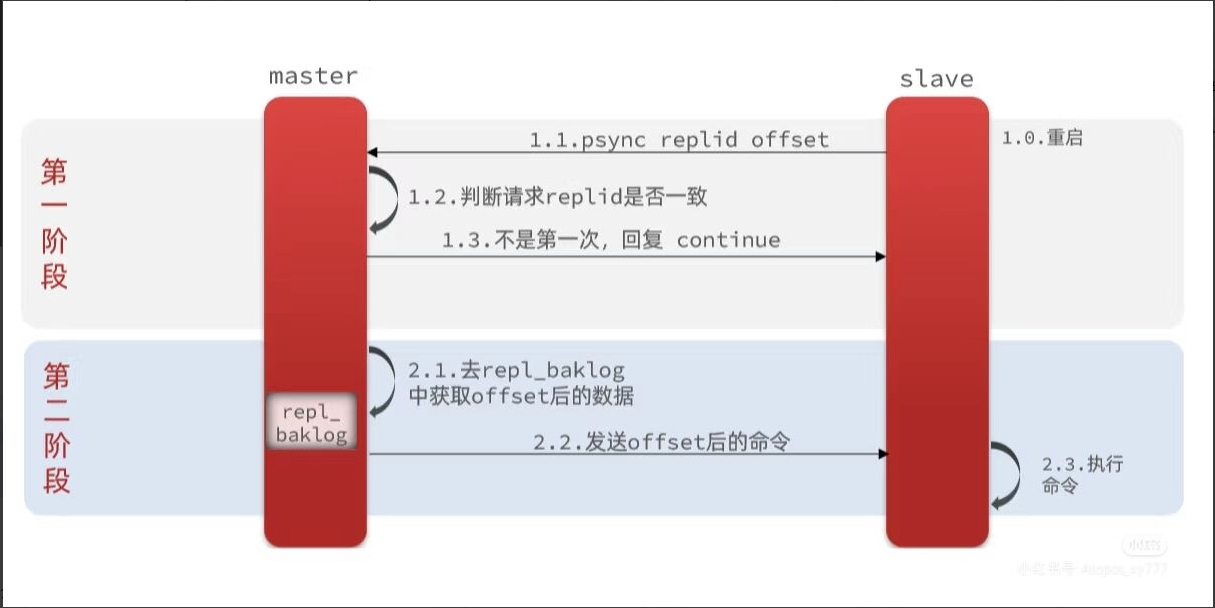 master
slave
第一阶段
1.0.重启
1.1.psync replid offset
1.2.判断请求replid是否一致
1.3.不是第一次，回复 continue
第二阶段
2.1.去repl_baklog
中获取offset后的数据
repl_
baklog
2.2.发送offset后的命令
2.3.执行
命令
小红书
小红书号: